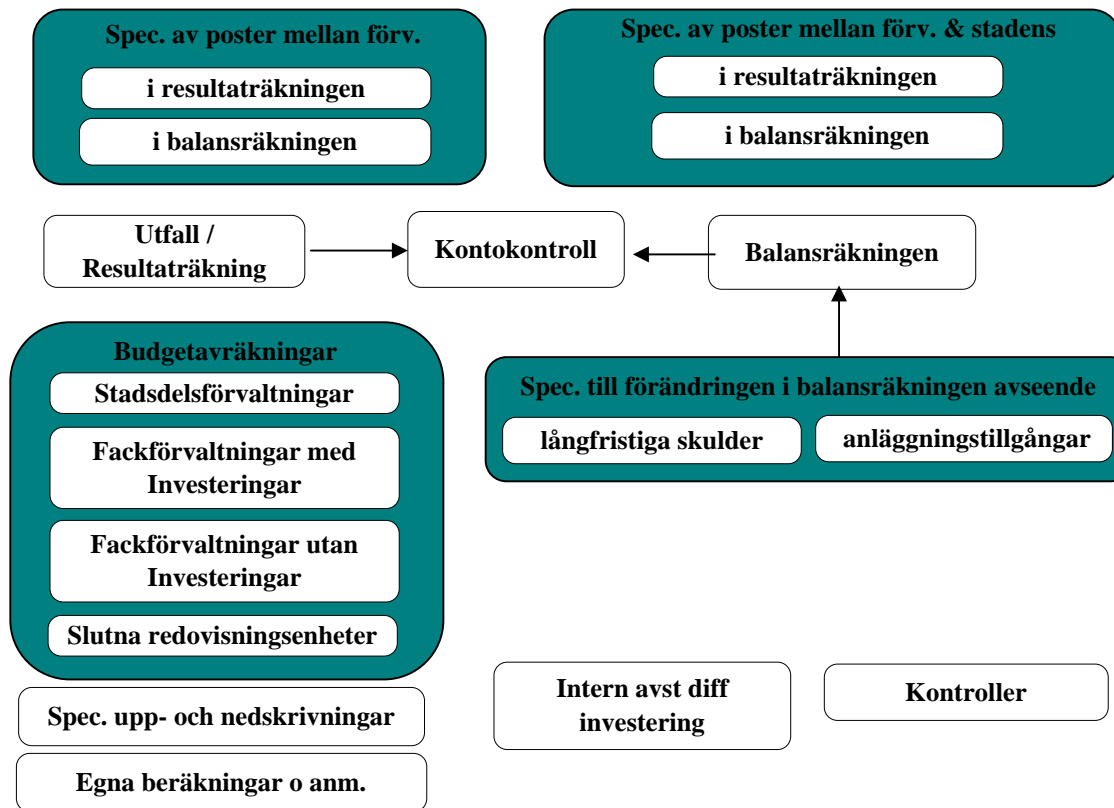 Spec. av poster mellan förv.
i resultaträkningen
i balansräkningen
Spec. av poster mellan förv. & stadens
i resultaträkningen
i balansräkningen
Utfall /
Resultaträkning
Kontokontroll
Balansräkningen
Budgetavräkningar
Stadsdelsförvaltningar
Fackförvaltningar med
Investeringar
Fackförvaltningar utan
Investeringar
Slutna redovisningsenheter
Spec. till förändringen i balansräkningen avseende
långfristiga skulder
anläggningstillgångar
Spec. upp- och nedskrivningar
Egna beräkningar o anm.
Intern avst diff
investering
Kontroller